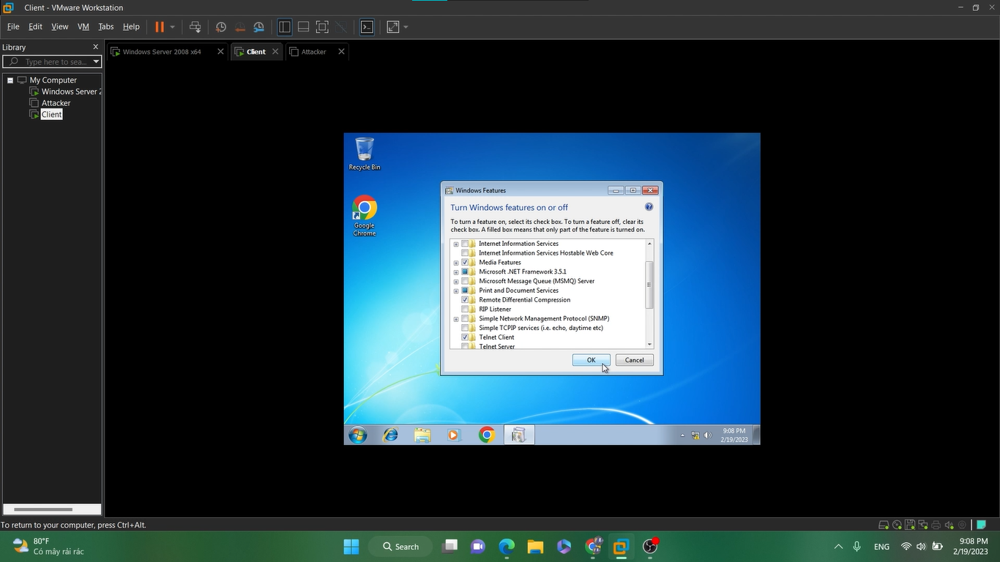 Client - VMware Workstation
File Edit View VM Tabs Help
Library
Type here to sea...
My Computer
Windows Server 2
Attacker
Client
Windows Server 2008 x64
Client
Attacker
Recycle Bin
Google
Chrome
Windows Features
Turn Windows features on or off
To turn a feature on, select its check box. To turn a feature off, clear its
check box. A filled box means that only part of the feature is turned on.
Internet Information Services
Internet Information Services Hostable Web Core
Media Features
Microsoft .NET Framework 3.5.1
Microsoft Message Queue (MSMQ) Server
Print and Document Services
Remote Differential Compression
RIP Listener
Simple Network Management Protocol (SNMP)
Simple TCPIP services (i.e. echo, daytime etc)
Telnet Client
Telnet Server
OK Cancel
9:08 PM
2/19/2023
To return to your computer, press Ctrl+Alt.
80°F
Có mây rải rác
Search
ENG
9:08 PM
2/19/2023